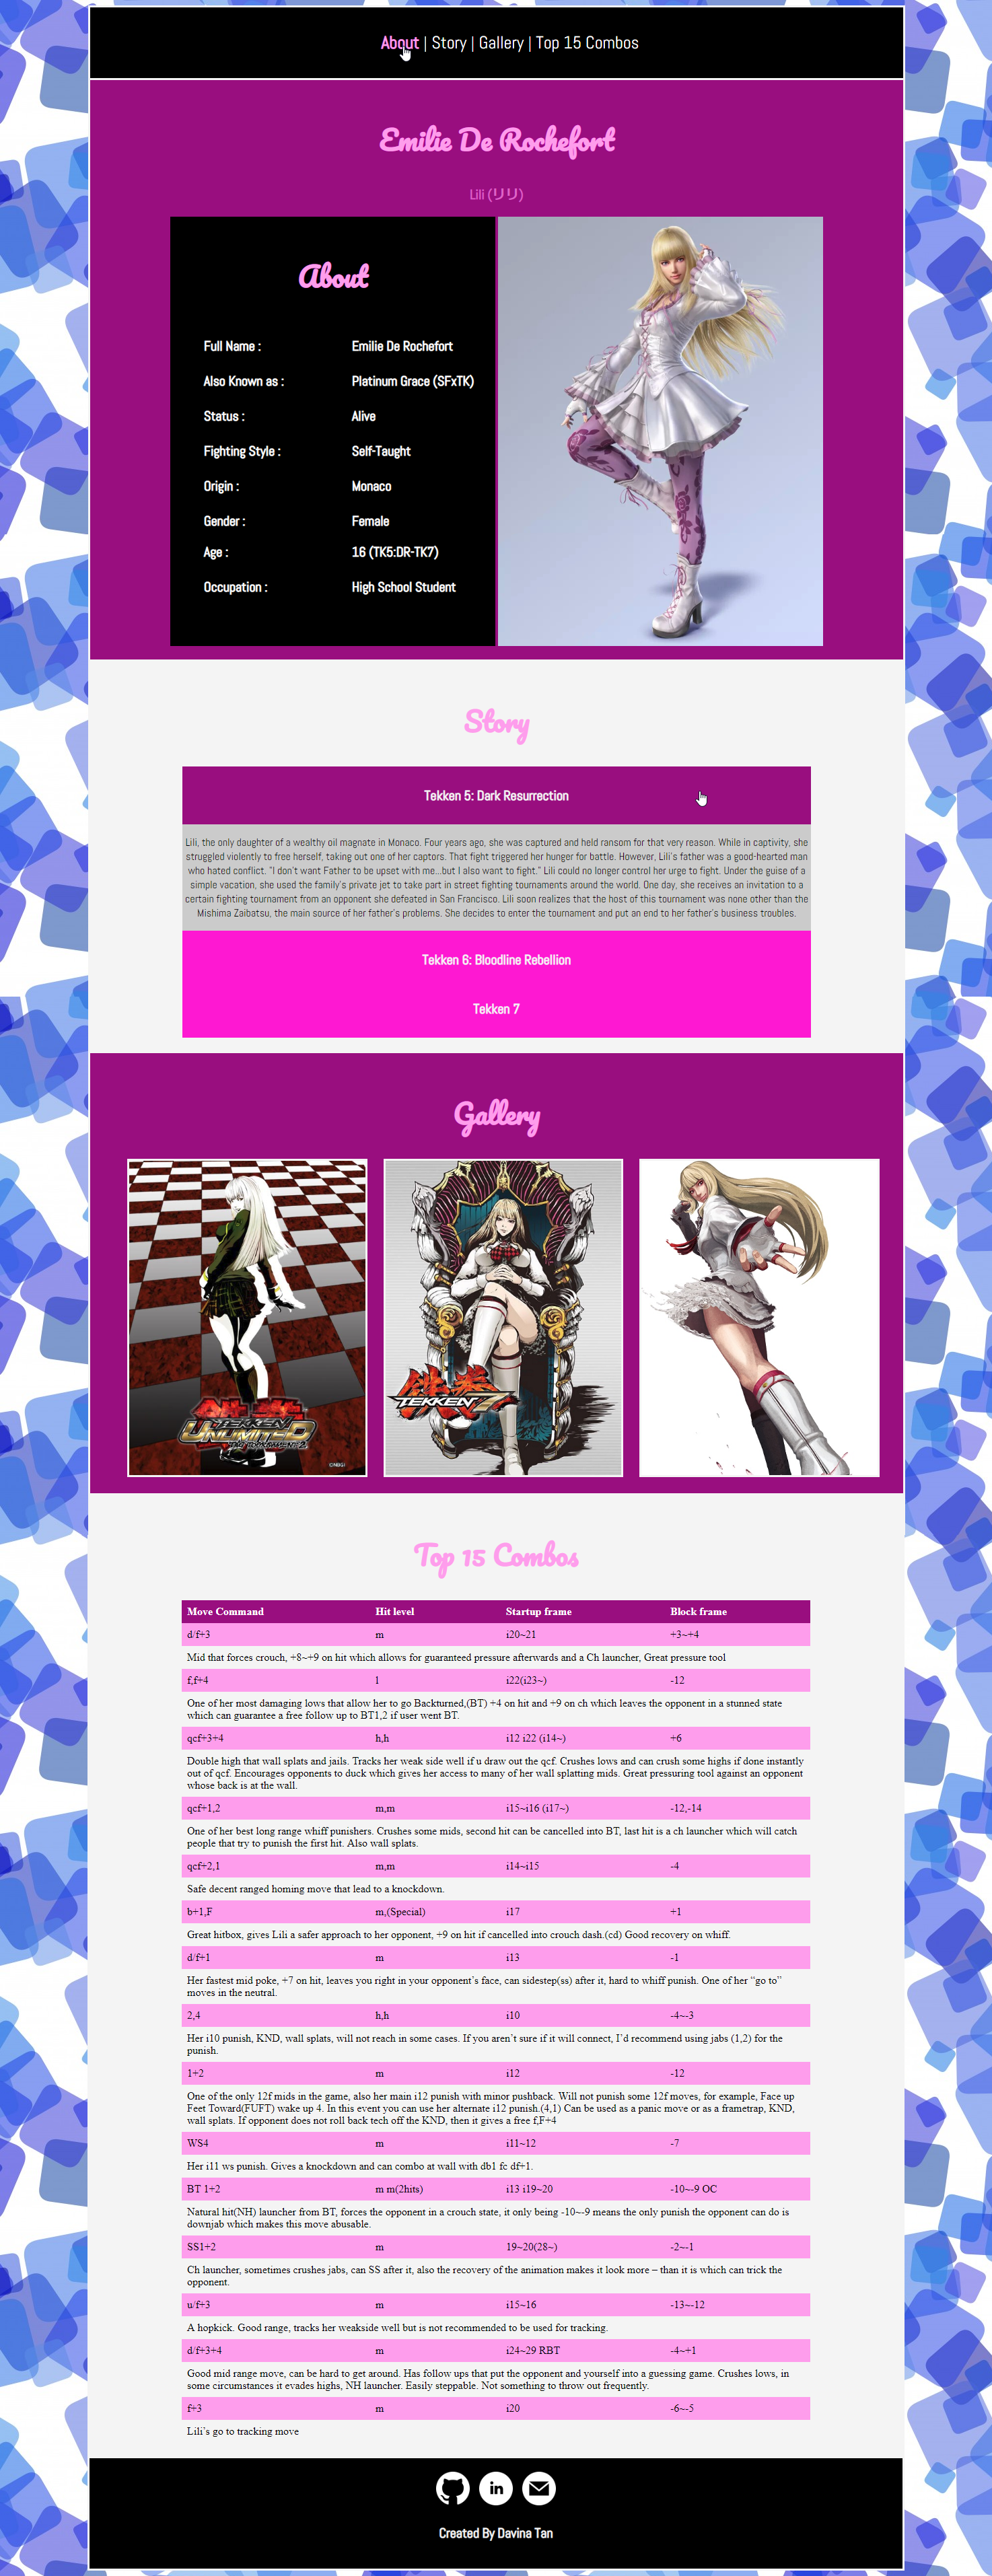 About | Story | Gallery | Top 15 Combos
Emilie De Rochefort
Lili (リリ)
About
Full Name : Emilie De Rochefort
Also Known as : Platinum Grace (SFxTK)
Status : Alive
Fighting Style : Self-Taught
Origin : Monaco
Gender : Female
Age : 16 (TK5:DR-TK7)
Occupation : High School Student
Story
Tekken 5: Dark Resurrection
Lili, the only daughter of a wealthy oil magnate in Monaco. Four years ago, she was captured and held ransom for that very reason. While in captivity, she
struggled violently to free herself, taking out one of her captors. That fight triggered her hunger for battle. However, Lili's father was a good-hearted man
who hated conflict. "I don't want Father to be upset with me...but I also want to fight." Lili could no longer control her urge to fight. Under the guise of a
simple vacation, she used the family's private jet to take part in street fighting tournaments around the world. One day, she receives an invitation to a
certain fighting tournament from an opponent she defeated in San Francisco. Lili soon realizes that the host of this tournament was none other than the
Mishima Zaibatsu, the main source of her father's problems. She decides to enter the tournament and put an end to her father's business troubles.
Tekken 6: Bloodline Rebellion
Tekken 7
Gallery
鉄拳
TEKKEN
UNLIMITED
TAG TOURNAMENT 2
©NBGI
鉄拳
TEKKEN 7
Top 15 Combos
Move Command Hit level Startup frame Block frame
d/f+3 m i20~21 +3~+4
Mid that forces crouch, +8~+9 on hit which allows for guaranteed pressure afterwards and a Ch launcher, Great pressure tool
f,f+4 l i22(i23~) -12
One of her most damaging lows that allow her to go Backturned,(BT) +4 on hit and +9 on ch which leaves the opponent in a stunned state
which can guarantee a free follow up to BT1,2 if user went BT.
qcf+3+4 h,h i12 i22 (i14~) +6
Double high that wall splats and jails. Tracks her weak side well if u draw out the qcf. Crushes lows and can crush some highs if done instantly
out of qcf. Encourages opponents to duck which gives her access to many of her wall splatting mids. Great pressuring tool against an opponent
whose back is at the wall.
qcf+1,2 m,m i15~i16 (i17~) -12,-14
One of her best long range whiff punishers. Crushes some mids, second hit can be cancelled into BT, last hit is a ch launcher which will catch
people that try to punish the first hit. Also wall splats.
qcf+2,1 m,m i14~i15 -4
Safe decent ranged homing move that lead to a knockdown.
b+1,F m,(Special) i17 +1
Great hitbox, gives Lili a safer approach to her opponent, +9 on hit if cancelled into crouch dash.(cd) Good recovery on whiff.
d/f+1 m i13 -1
Her fastest mid poke, +7 on hit, leaves you right in your opponent’s face, can sidestep(ss) after it, hard to whiff punish. One of her “go to”
moves in the neutral.
2,4 h,h i10 -4~-3
Her i10 punish, KND, wall splats, will not reach in some cases. If you aren’t sure if it will connect, I’d recommend using jabs (1,2) for the
punish.
1+2 m i12 -12
One of the only 12f mids in the game, also her main i12 punish with minor pushback. Will not punish some 12f moves, for example, Face up
Feet Toward(FUFT) wake up 4. In this event you can use her alternate i12 punish.(4,1) Can be used as a panic move or as a frametrap, KND,
wall splats. If opponent does not roll back tech off the KND, then it gives a free f,F+4
WS4 m i11~12 -7
Her i11 ws punish. Gives a knockdown and can combo at wall with db1 fc df+1.
BT 1+2 m m(2hits) i13 i19~20 -10~-9 OC
Natural hit(NH) launcher from BT, forces the opponent in a crouch state, it only being -10~-9 means the only punish the opponent can do is
downjab which makes this move abusable.
SS1+2 m 19~20(28~) -2~-1
Ch launcher, sometimes crushes jabs, can SS after it, also the recovery of the animation makes it look more – than it is which can trick the
opponent.
u/f+3 m i15~16 -13~-12
A hopkick. Good range, tracks her weakside well but is not recommended to be used for tracking.
d/f+3+4 m i24~29 RBT -4~+1
Good mid range move, can be hard to get around. Has follow ups that put the opponent and yourself into a guessing game. Crushes lows, in
some circumstances it evades highs, NH launcher. Easily steppable. Not something to throw out frequently.
f+3 m i20 -6~-5
Lili’s go to tracking move
in
Created By Davina Tan